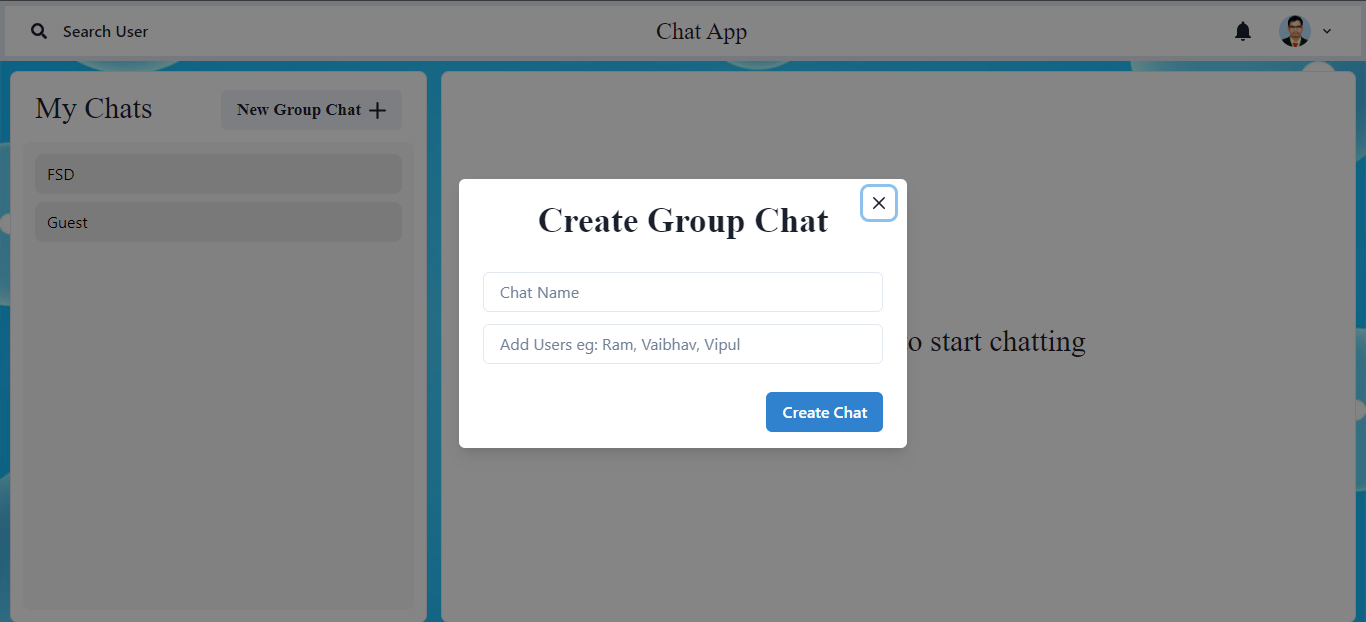 Search User
Chat App
My Chats
New Group Chat
FSD
Guest
Create Group Chat
Chat Name
Add Users eg: Ram, Vaibhav, Vipul
start chatting
Create Chat